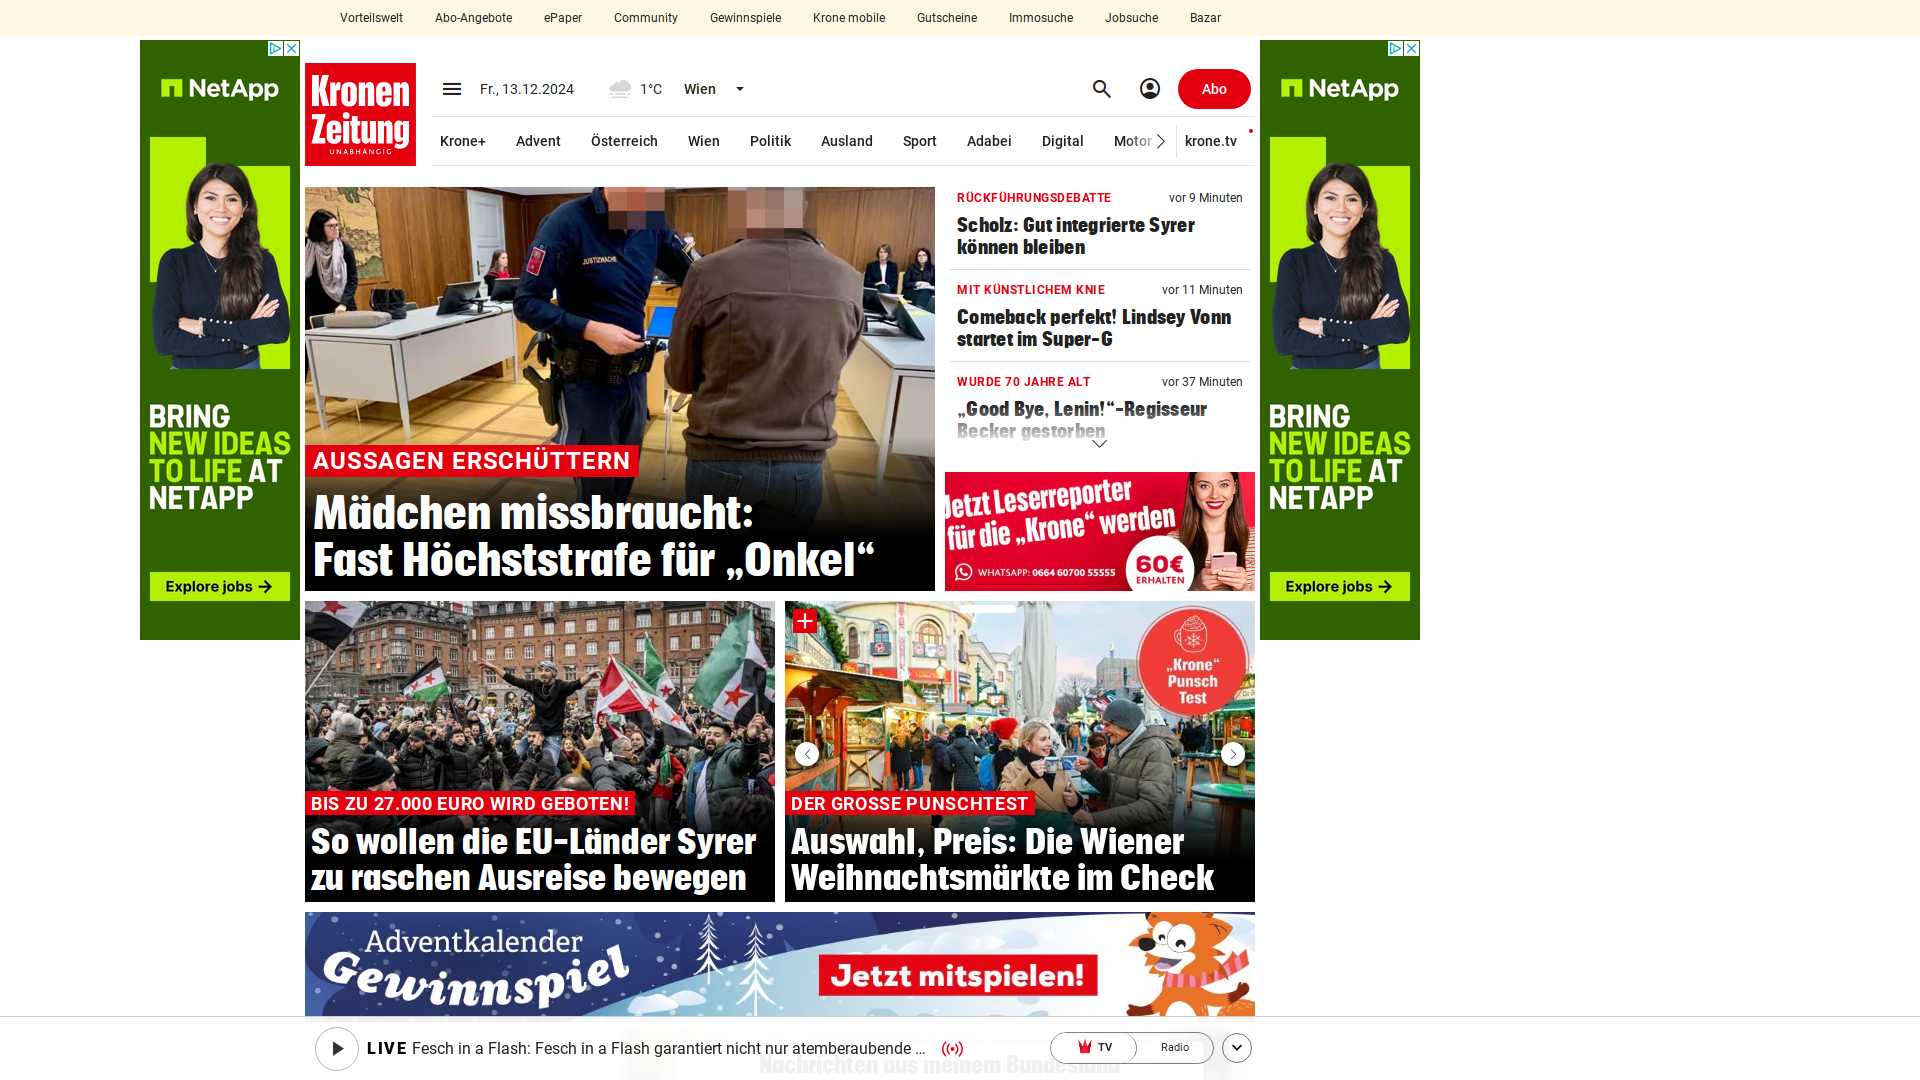 Vorteilswelt
Abo-Angebote
ePaper
Community
Gewinnspiele
Krone mobile
Gutscheine
Immosuche
Jobsuche
Bazar
NetApp
BRING
NEW IDEAS
TO LIFE AT
NETAPP
Explore jobs →
Kronen
Zeitung
UNABHÄNGIG
Fr., 13.12.2024
1°C
Wien
Abo
Krone+
Advent
Österreich
Wien
Politik
Ausland
Sport
Adabei
Digital
Motor
krone.tv
JUSTIZWACHE
AUSSAGEN ERSCHÜTTERN
Mädchen missbraucht:
Fast Höchststrafe für „Onkel“
RÜCKFÜHRUNGSDEBATTE
vor 9 Minuten
Scholz: Gut integrierte Syrer
können bleiben
MIT KÜNSTLICHEM KNIE
vor 11 Minuten
Comeback perfekt! Lindsey Vonn
startet im Super-G
WURDE 70 JAHRE ALT
vor 37 Minuten
„Good Bye, Lenin!“-Regisseur
Becker gestorben
Jetzt Leserreporter
für die „Krone“ werden
WHATSAPP: 0664 60700 55555
60€
ERHALTEN
NetApp
BRING
NEW IDEAS
TO LIFE AT
NETAPP
Explore jobs →
BIS ZU 27.000 EURO WIRD GEBOTEN!
So wollen die EU-Länder Syrer
zu raschen Ausreise bewegen
„Krone“
Punsch
Test
DER GROSSE PUNSCHTEST
Auswahl, Preis: Die Wiener
Weihnachtsmärkte im Check
Adventkalender
Gewinnspiel
Jetzt mitspielen!
LIVE Fesch in a Flash: Fesch in a Flash garantiert nicht nur atemberaubende ...
TV
Radio
Nachrichten aus meinem Bundesland